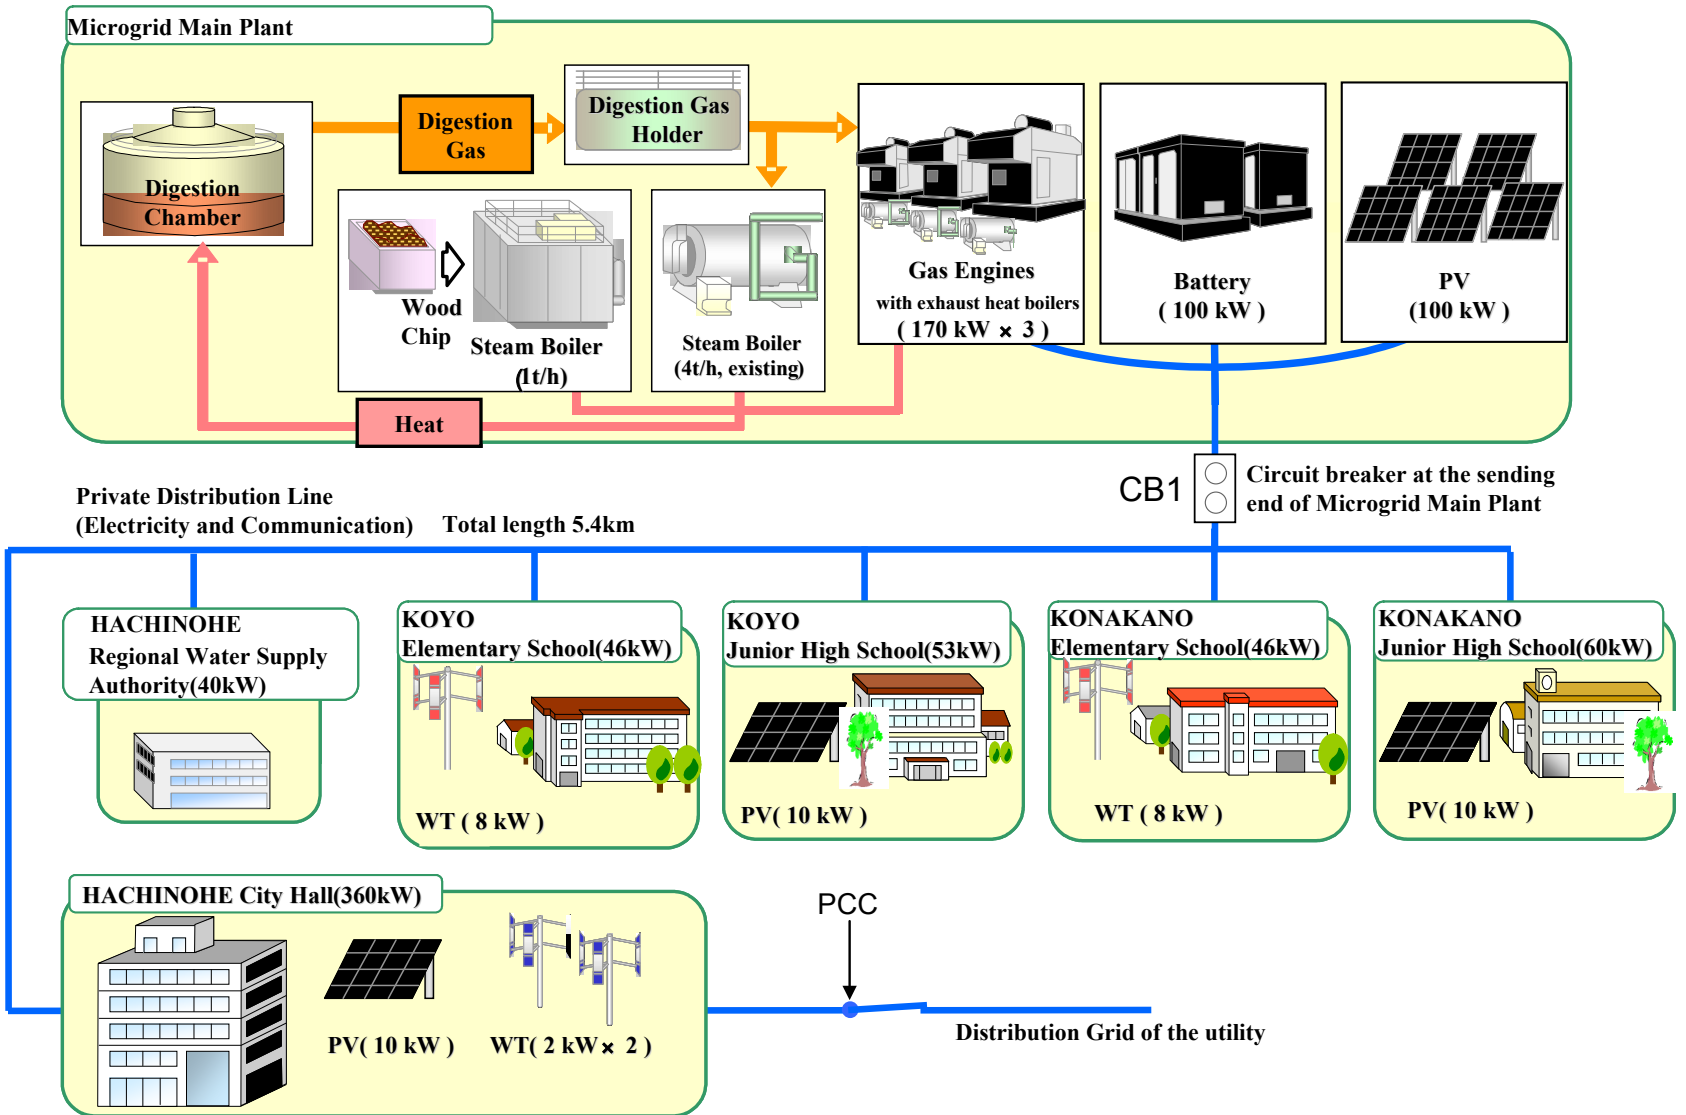 Microgrid Main Plant
Digestion
Chamber
Digestion
Gas
Digestion Gas
Holder
Wood
Chip
Steam Boiler
(1t/h)
Steam Boiler
(4t/h, existing)
Gas Engines
with exhaust heat boilers
( 170 kW × 3 )
Battery
( 100 kW )
PV
(100 kW )
Heat
CB1
Circuit breaker at the sending
end of Microgrid Main Plant
Private Distribution Line
(Electricity and Communication)
Total length 5.4km
HACHINOHE
Regional Water Supply
Authority(40kW)
KOYO
Elementary School(46kW)
WT ( 8 kW )
KOYO
Junior High School(53kW)
PV( 10 kW )
KONAKANO
Elementary School(46kW)
WT ( 8 kW )
KONAKANO
Junior High School(60kW)
PV( 10 kW )
HACHINOHE City Hall(360kW)
PV( 10 kW )
WT( 2 kW × 2 )
PCC
Distribution Grid of the utility